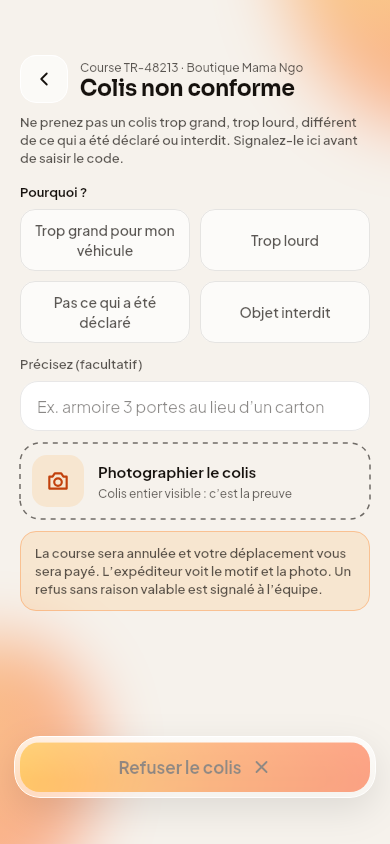 Course TR-48213 · Boutique Mama Ngo
Colis non conforme
Ne prenez pas un colis trop grand, trop lourd, différent
de ce qui a été déclaré ou interdit. Signalez-le ici avant
de saisir le code.
Pourquoi ?
Trop grand pour mon
véhicule
Trop lourd
Pas ce qui a été
déclaré
Objet interdit
Précisez (facultatif)
Ex. armoire 3 portes au lieu d’un carton
Photographier le colis
Colis entier visible : c’est la preuve
La course sera annulée et votre déplacement vous
sera payé. L’expéditeur voit le motif et la photo. Un
refus sans raison valable est signalé à l’équipe.
Refuser le colis